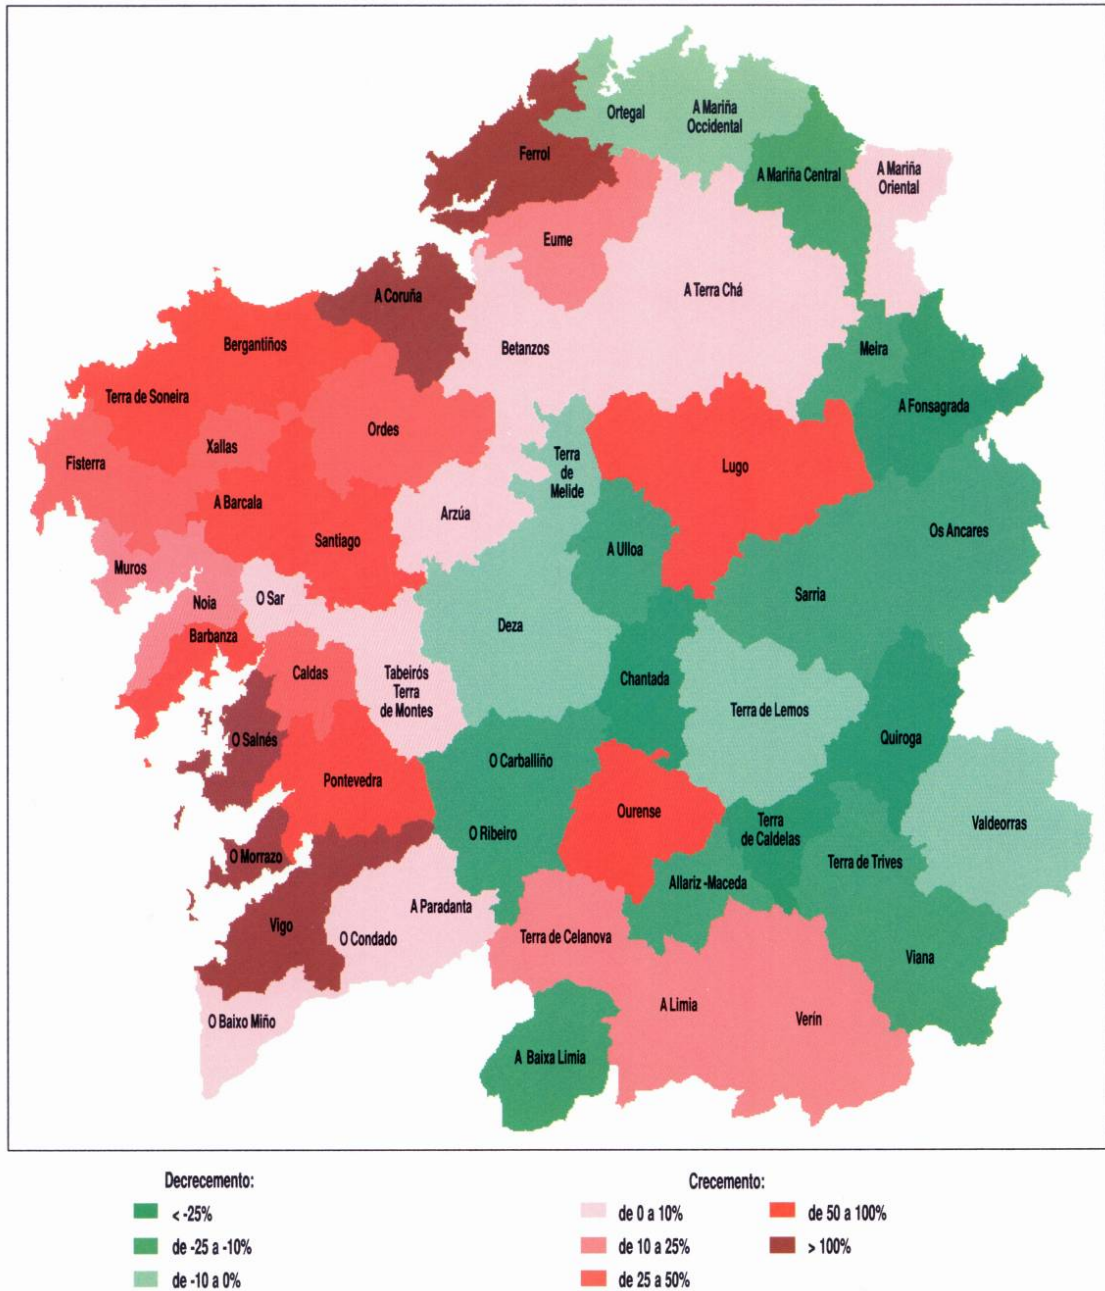 Ortegal
A Mariña
Occidental
Ferrol
A Mariña Central
A Mariña
Oriental
Eume
A Coruña
A Terra Chá
Bergantiños
Betanzos
Meira
Terra de Soneira
A Fonsagrada
Ordes
Xallas
Fisterra
Terra
de
Melide
Lugo
A Barcala
Arzúa
Santiago
Os Ancares
A Ulloa
Muros
Sarria
O Sar
Noia
Deza
Barbanza
Caldas
Tabeirós
Terra
de Montes
Chantada
Terra de Lemos
O Salnés
Quiroga
O Carballiño
Pontevedra
Ourense
Terra
de Caldelas
Valdeorras
O Ribeiro
O Morrazo
Terra de Trives
Allariz -Maceda
A Paradanta
Vigo
O Condado
Terra de Celanova
Viana
A Limia
Verín
O Baixo Miño
A Baixa Limia
Decrecemento:
< -25%
de -25 a -10%
de -10 a 0%
Crecemento:
de 0 a 10%
de 10 a 25%
de 25 a 50%
de 50 a 100%
> 100%